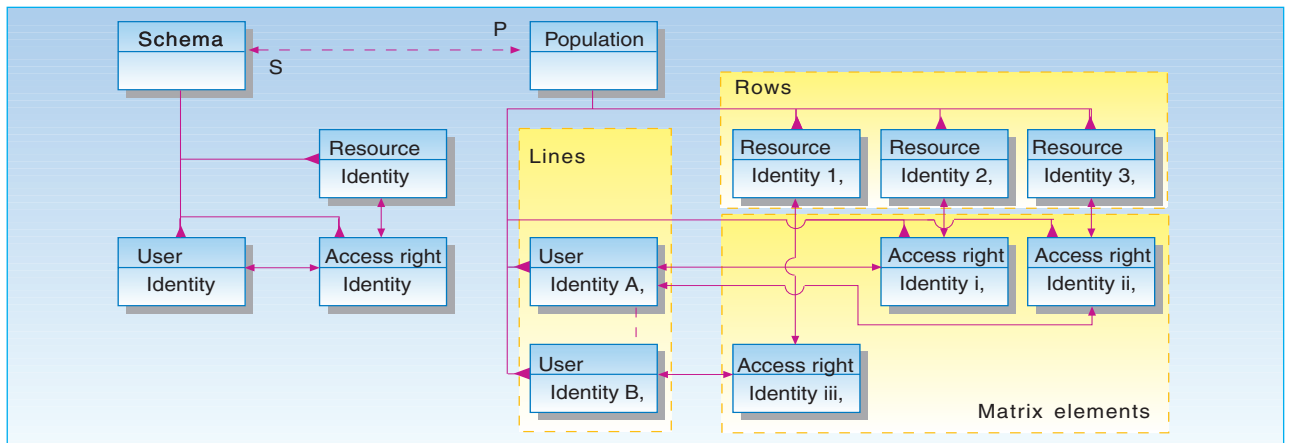 Schema
P
Population
S
Rows
Resource
Identity 1,
Resource
Identity 2,
Resource
Identity 3,
Lines
Resource
Identity
User
Identity
Access right
Identity
User
Identity A,
Access right
Identity i,
Access right
Identity ii,
User
Identity B,
Access right
Identity iii,
Matrix elements